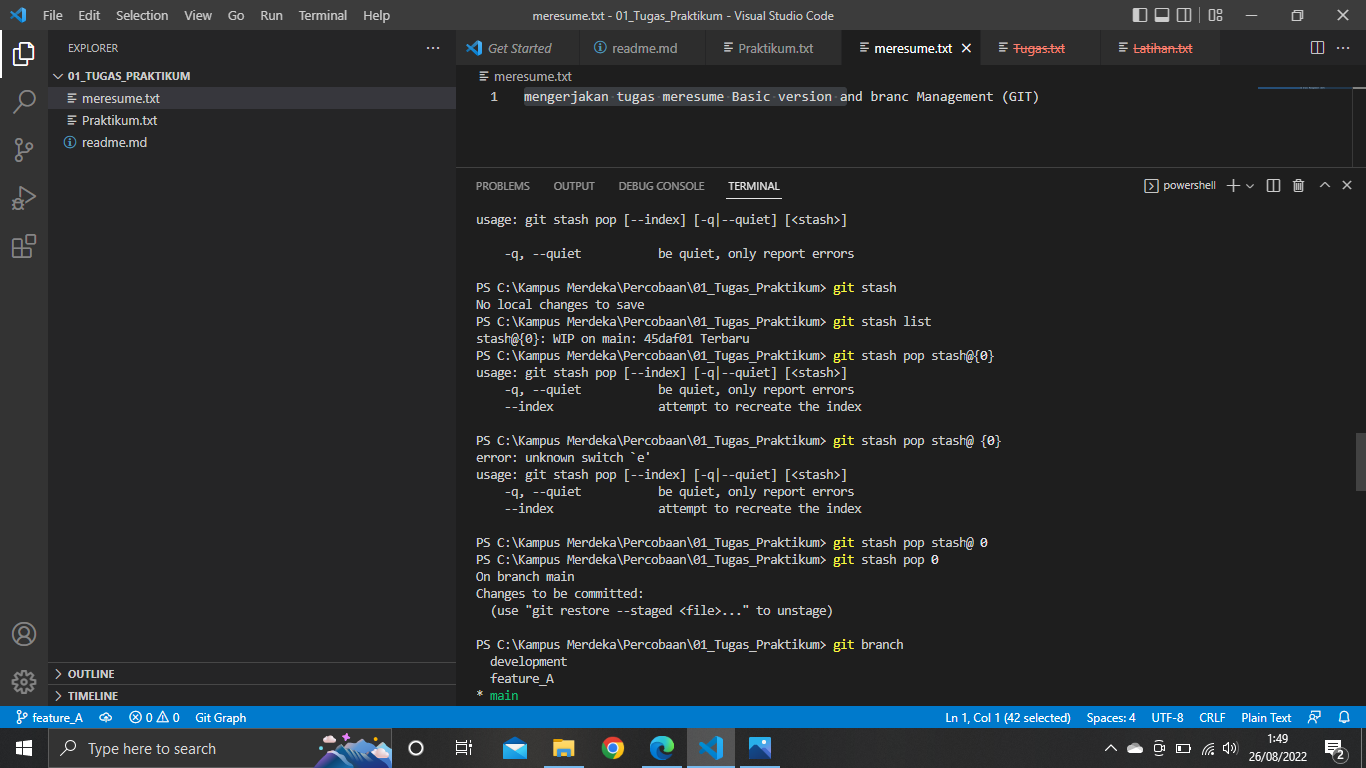 File Edit Selection View Go Run Terminal Help
meresume.txt - 01_Tugas_Praktikum - Visual Studio Code
EXPLORER
01_TUGAS_PRAKTIKUM
meresume.txt
Praktikum.txt
readme.md
OUTLINE
TIMELINE
Get Started
readme.md
Praktikum.txt
meresume.txt
Tugas.txt
Latihan.txt
meresume.txt
1 mengerjakan tugas meresume Basic version and branc Management (GIT)
PROBLEMS OUTPUT DEBUG CONSOLE TERMINAL
powershell
usage: git stash pop [--index] [-q|--quiet] [<stash>]
-q, --quiet be quiet, only report errors
PS C:\Kampus Merdeka\Percobaan\01_Tugas_Praktikum> git stash
No local changes to save
PS C:\Kampus Merdeka\Percobaan\01_Tugas_Praktikum> git stash list
stash@{0}: WIP on main: 45daf01 Terbaru
PS C:\Kampus Merdeka\Percobaan\01_Tugas_Praktikum> git stash pop stash@{0}
usage: git stash pop [--index] [-q|--quiet] [<stash>]
-q, --quiet be quiet, only report errors
--index attempt to recreate the index
PS C:\Kampus Merdeka\Percobaan\01_Tugas_Praktikum> git stash pop stash@ {0}
error: unknown switch `e'
usage: git stash pop [--index] [-q|--quiet] [<stash>]
-q, --quiet be quiet, only report errors
--index attempt to recreate the index
PS C:\Kampus Merdeka\Percobaan\01_Tugas_Praktikum> git stash pop stash@ 0
PS C:\Kampus Merdeka\Percobaan\01_Tugas_Praktikum> git stash pop 0
On branch main
Changes to be committed:
(use "git restore --staged <file>..." to unstage)
PS C:\Kampus Merdeka\Percobaan\01_Tugas_Praktikum> git branch
development
feature_A
* main
feature_A 0 0 Git Graph
Ln 1, Col 1 (42 selected) Spaces: 4 UTF-8 CRLF Plain Text
Type here to search
1:49
26/08/2022
2